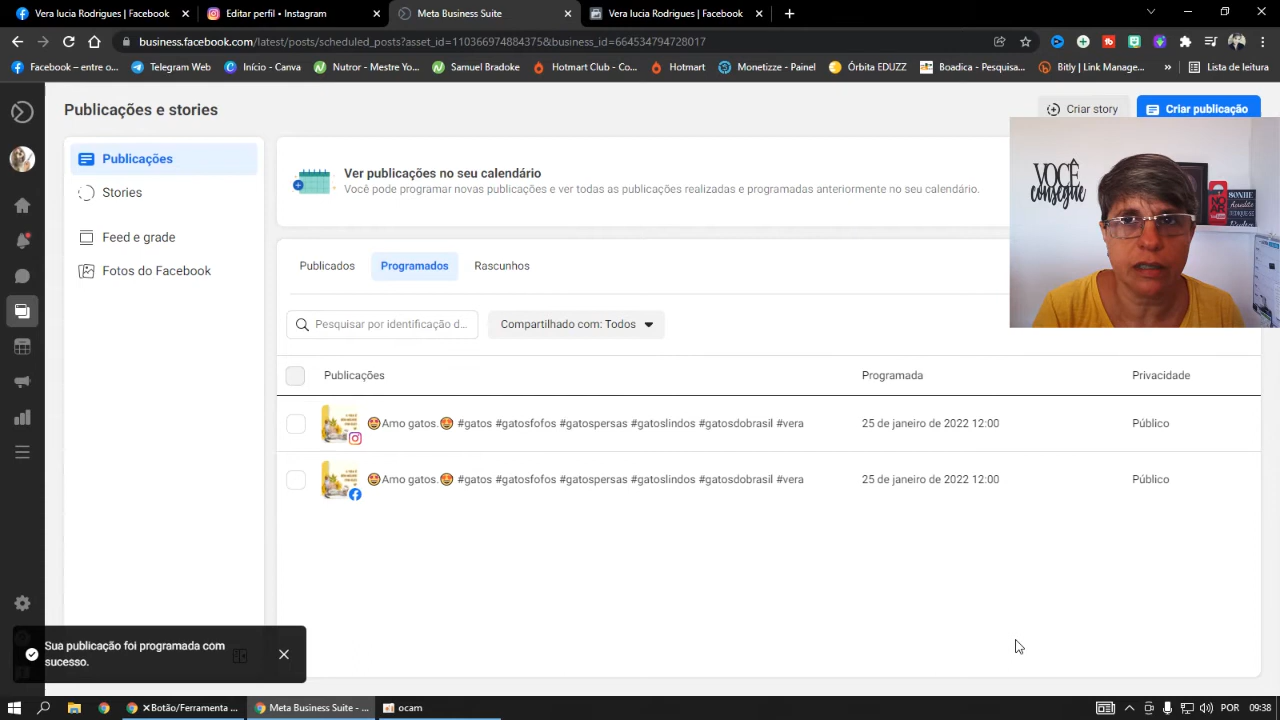 Vera lucia Rodrigues | Facebook
Editar perfil - Instagram
Meta Business Suite
Vera lucia Rodrigues | Facebook
business.facebook.com/latest/posts/scheduled_posts?asset_id=110366974884375&business_id=664534794728017
Facebook – entre o...
Telegram Web
Início - Canva
Nutror - Mestre Yo...
Samuel Bradoke
Hotmart Club - Co...
Hotmart
Monetizze - Painel
Órbita EDUZZ
Boadica - Pesquisa...
Bitly | Link Manage...
»
Lista de leitura
Publicações e stories
Criar story
Criar publicação
Publicações
Stories
Feed e grade
Fotos do Facebook
Ver publicações no seu calendário
Você pode programar novas publicações e ver todas as publicações realizadas e programadas anteriormente no seu calendário.
VOCÊ
consegue
SONHE
Publicados
Programados
Rascunhos
Pesquisar por identificação d...
Compartilhado com: Todos
Publicações
Programada
Privacidade
😍Amo gatos.😍 #gatos #gatosfofos #gatospersas #gatoslindos #gatosdobrasil #vera
25 de janeiro de 2022 12:00
Público
😍Amo gatos.😍 #gatos #gatosfofos #gatospersas #gatoslindos #gatosdobrasil #vera
25 de janeiro de 2022 12:00
Público
Sua publicação foi programada com
sucesso.
×Botão/Ferramenta ...
Meta Business Suite - ...
ocam
POR
09:38